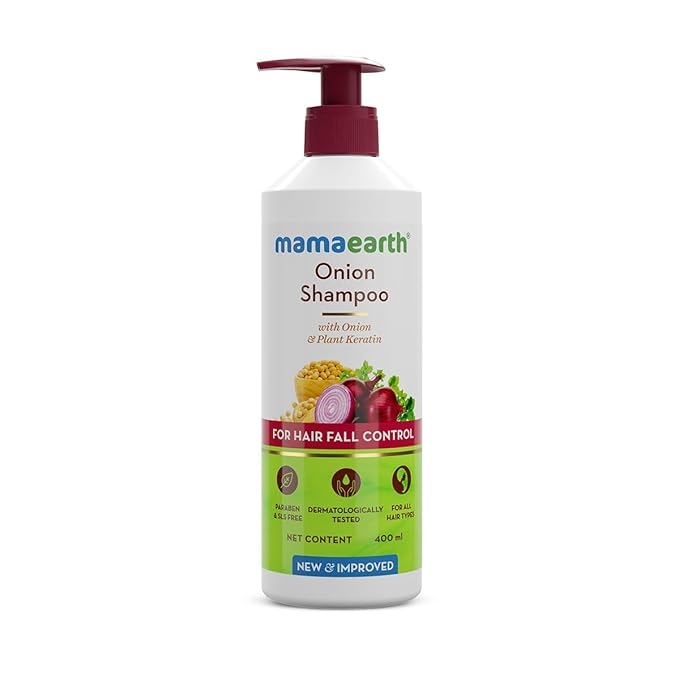 mamaearth®
Onion
Shampoo
with Onion
& Plant Keratin
FOR HAIR FALL CONTROL
PARABEN
& SLS FREE
DERMATOLOGICALLY
TESTED
FOR ALL
HAIR TYPES
NET CONTENT 400 ml
NEW & IMPROVED